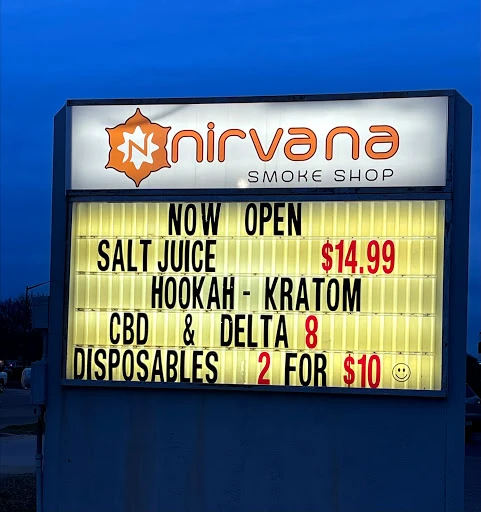 N nirvana
SMOKE SHOP
NOW OPEN
SALT JUICE $14.99
HOOKAH - KRATOM
CBD & DELTA 8
DISPOSABLES 2 FOR $10